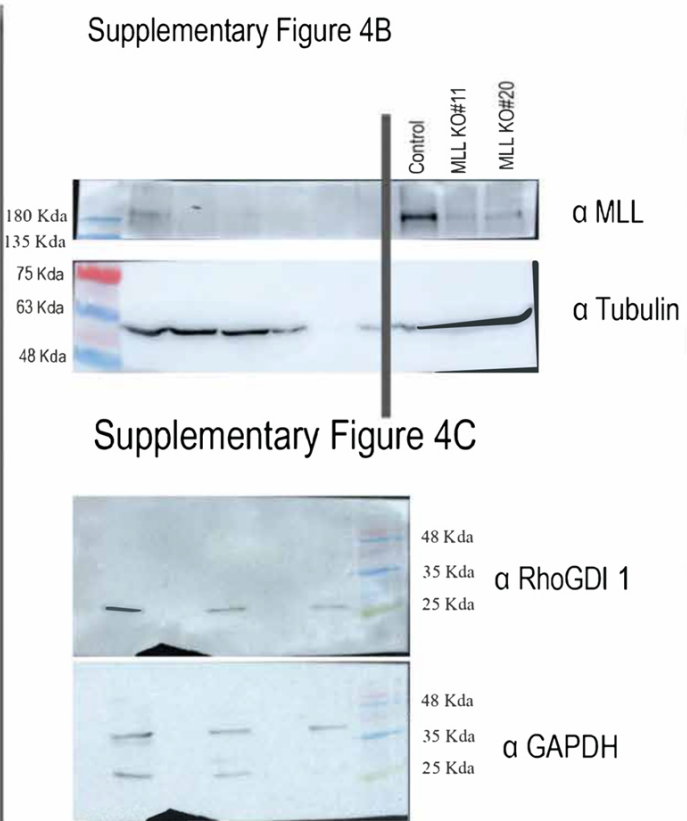 Supplementary Figure 4B
Control
MLL KO#11
MLL KO#20
180 Kda
135 Kda
α MLL
75 Kda
63 Kda
48 Kda
α Tubulin
Supplementary Figure 4C
48 Kda
35 Kda
25 Kda
α RhoGDI 1
48 Kda
35 Kda
25 Kda
α GAPDH